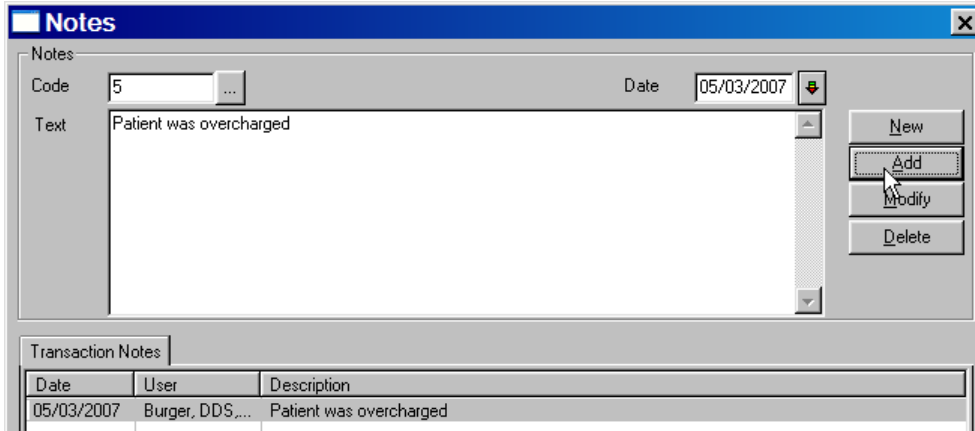 Notes
Notes
Code 5 ... Date 05/03/2007
Text Patient was overcharged
New
Add
Modify
Delete
Transaction Notes
Date User Description
05/03/2007 Burger, DDS,... Patient was overcharged